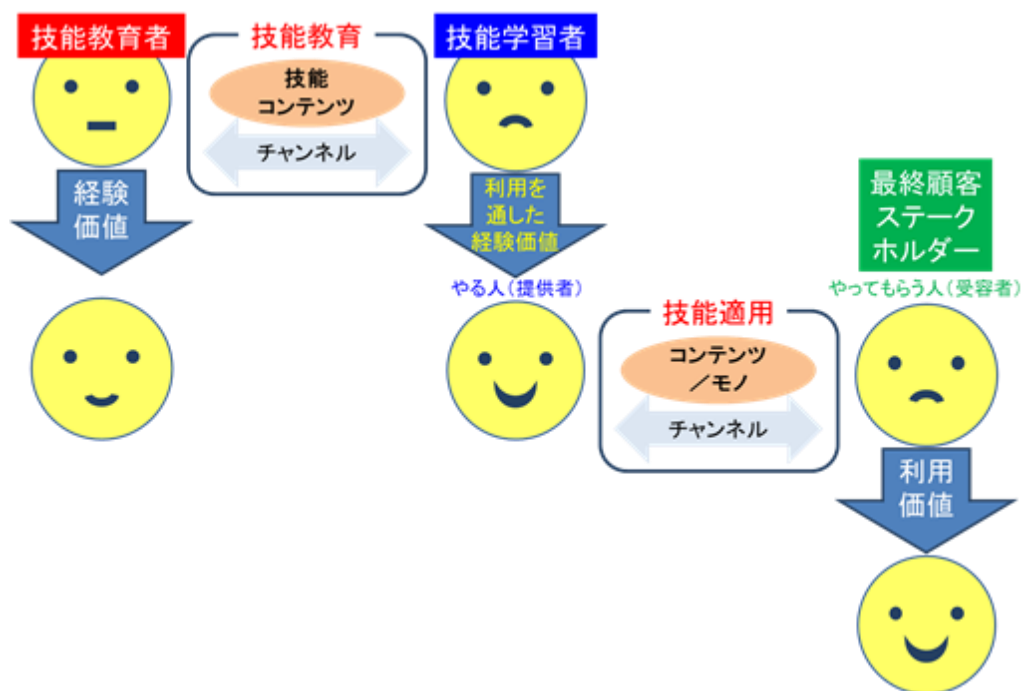 技能教育者
技能教育
技能学習者
技能
コンテンツ
チャンネル
経験
価値
利用を
通した
経験価値
最終顧客
ステーク
ホルダー
やる人(提供者)
やってもらう人(受容者)
技能適用
コンテンツ
/モノ
チャンネル
利用
価値